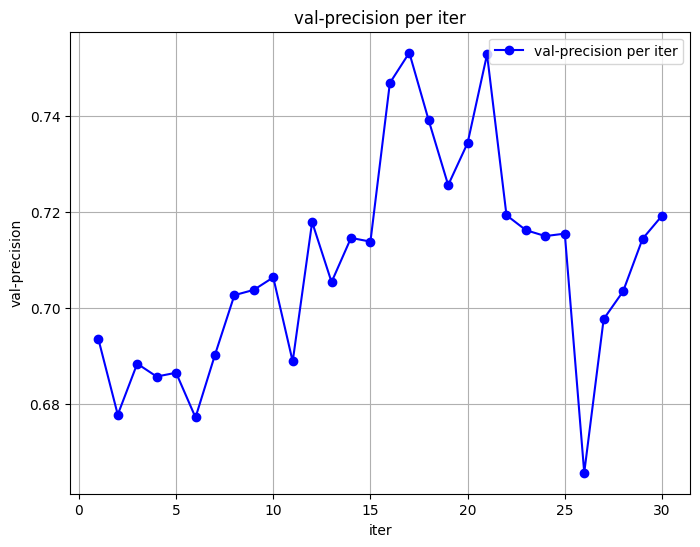 val-precision per iter
val-precision per iter
0.74
0.72
0.70
0.68
val-precision
0
5
10
15
20
25
30
iter